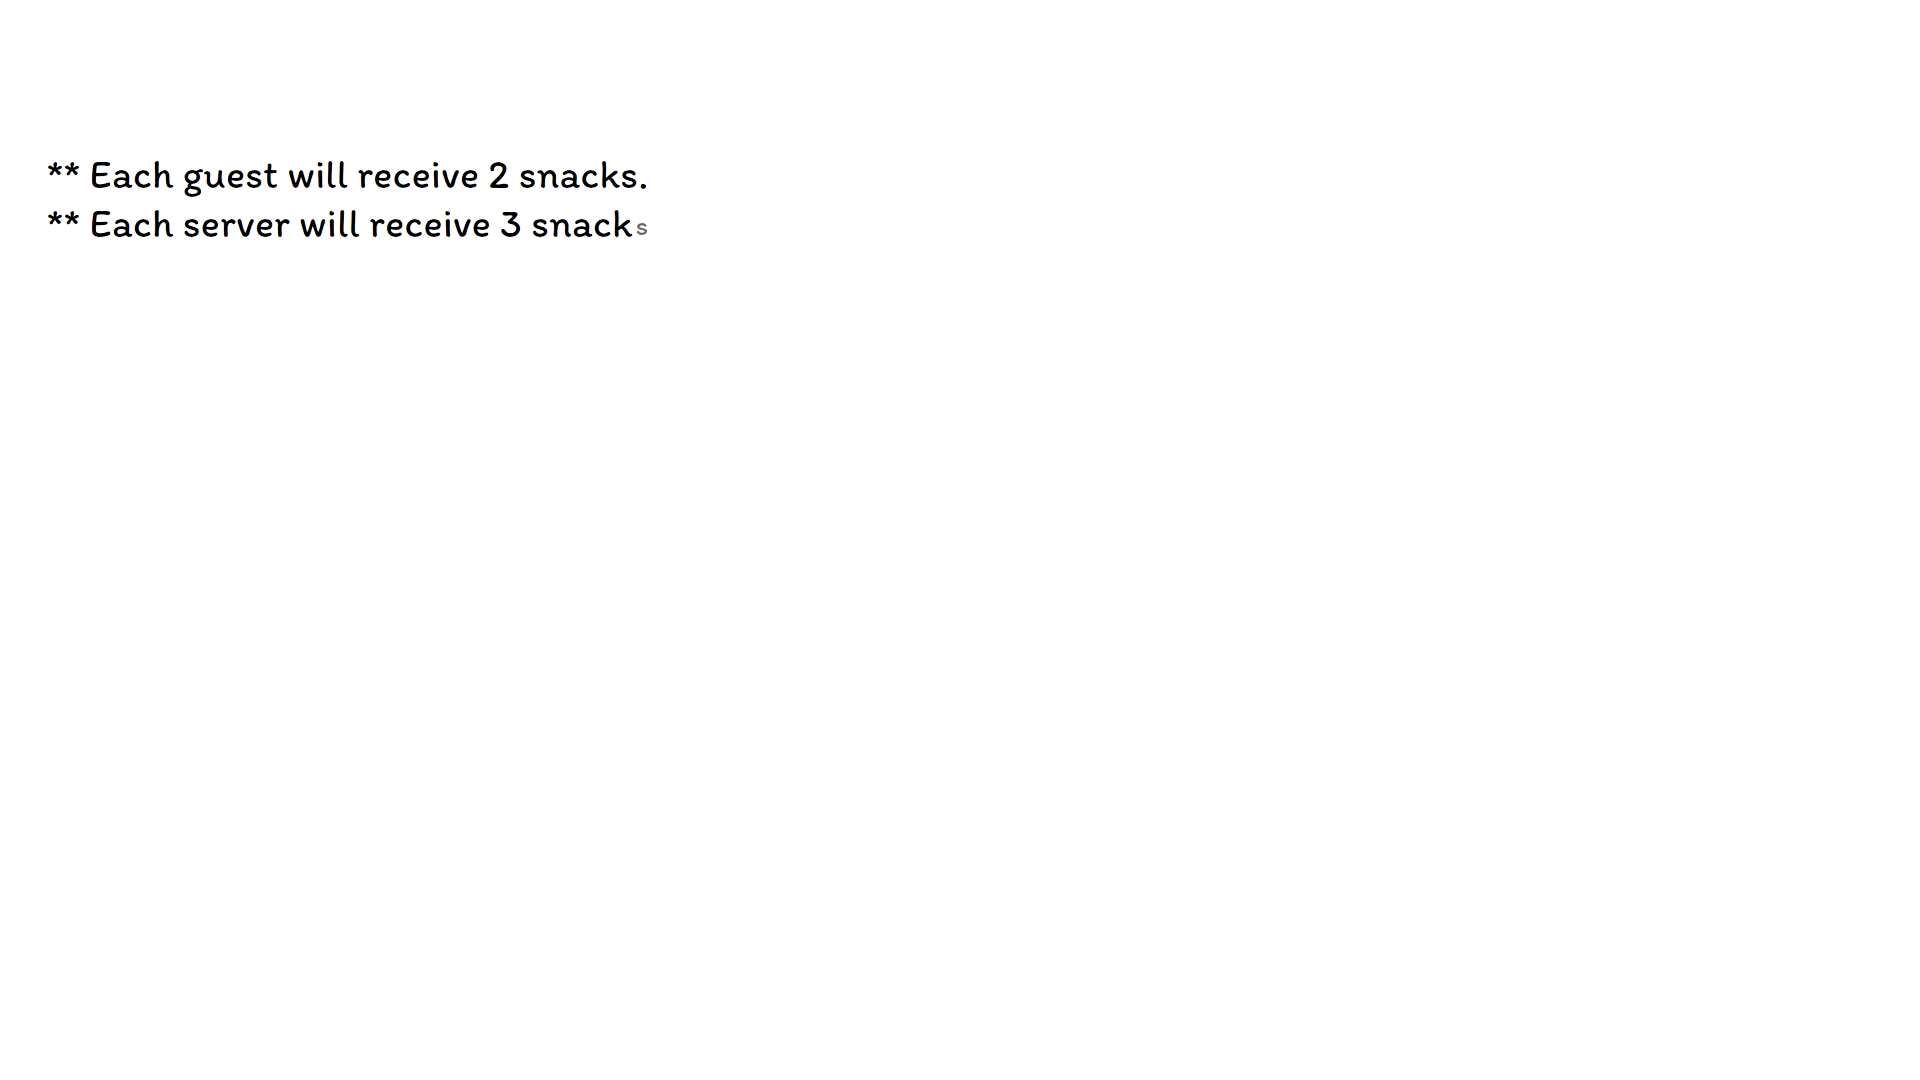 ** Each guest will receive 2 snacks.
** Each server will receive 3 snacks